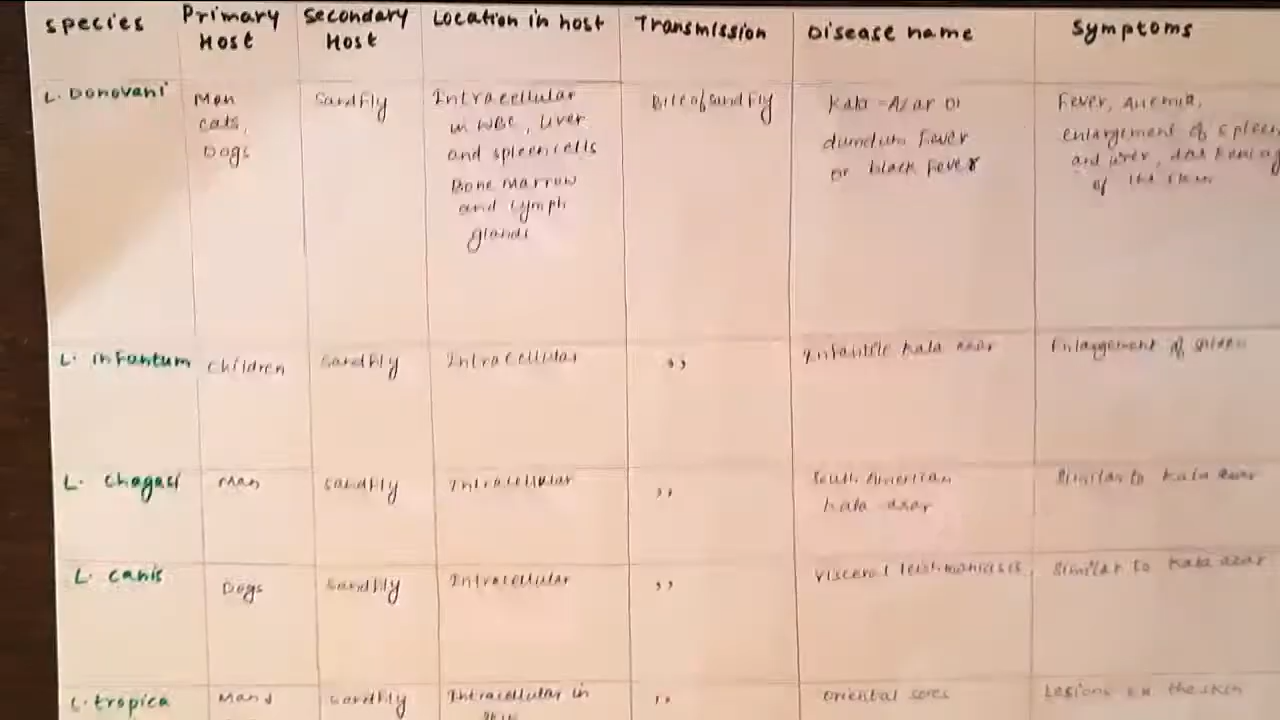 Species Primary Host Secondary Host Location in host Transmission Disease name Symptoms
L. Donovani Man cats, Dogs Sandfly Intracellular in WBC, Liver and spleen cells Bone marrow and lymph glands Bite of sandfly Kala-Azar or dumdum Fever or black Fever Fever, Anemia, enlargement of spleen and liver, darkening of the skin
L. infantum children Sandfly Intracellular ,, Infantile kala azar Enlargement of spleen
L. chagasi Man Sandfly Intracellular ,, South American kala azar Similar to kala azar
L. canis Dogs Sandfly Intracellular ,, visceral leishmaniasis Similar to kala azar
L. tropica Man Sandfly Intracellular in ,, oriental sores Lesions on the skin